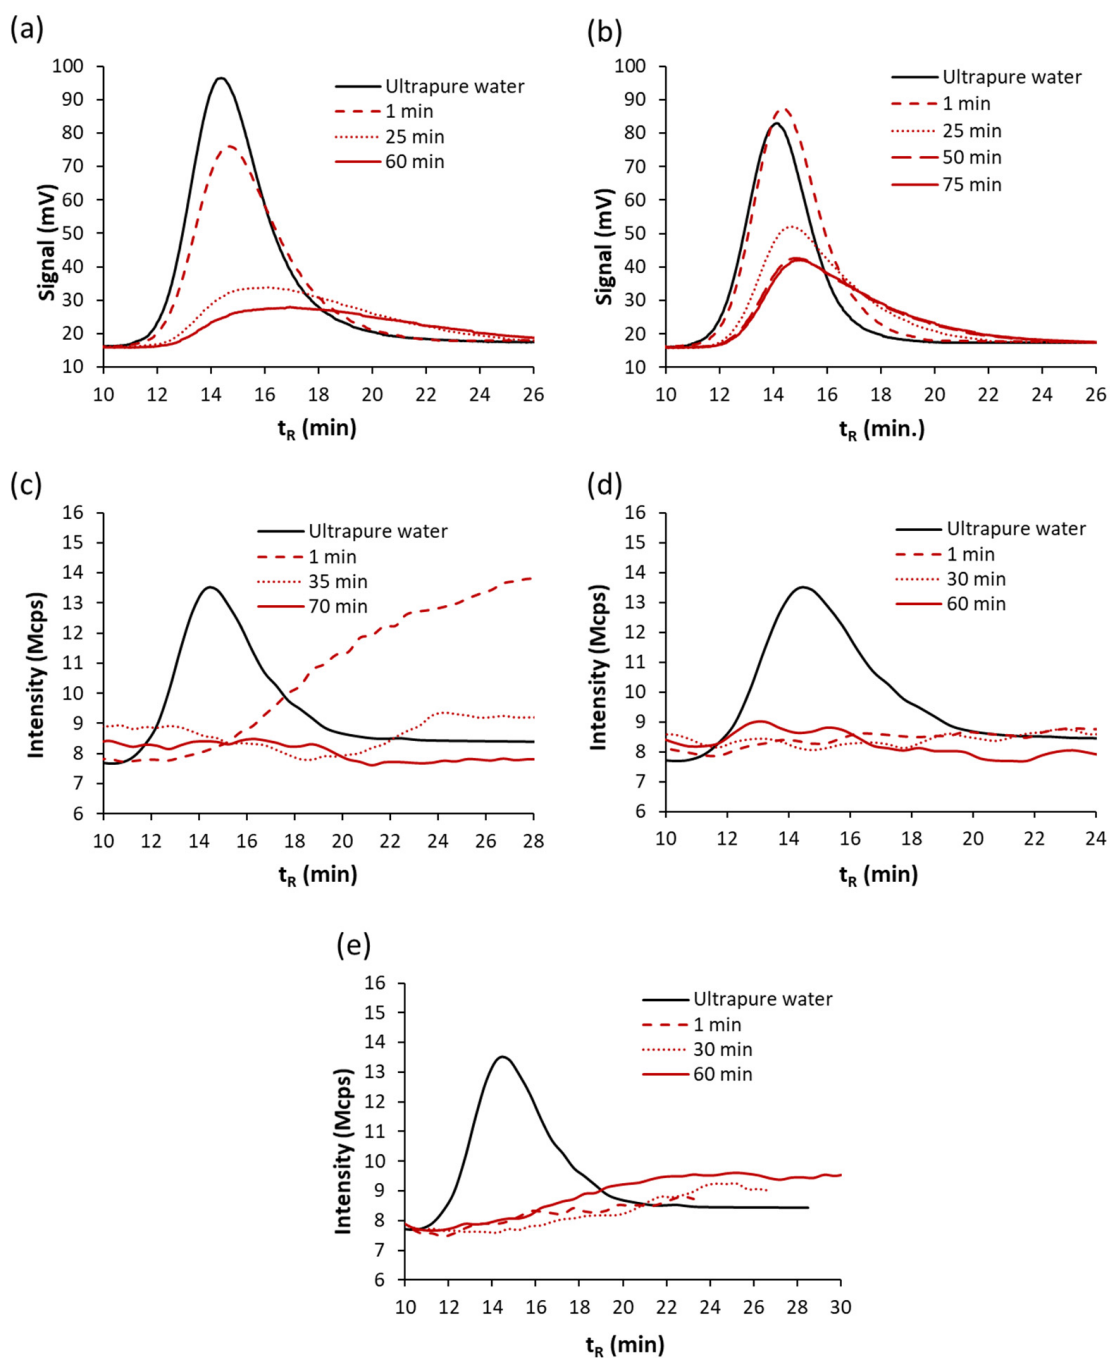 (a)
Signal (mV)
100
90
80
70
60
50
40
30
20
10
Ultrapure water
1 min
25 min
60 min
10 12 14 16 18 20 22 24 26
tR (min)
(b)
Signal (mV)
100
90
80
70
60
50
40
30
20
10
Ultrapure water
1 min
25 min
50 min
75 min
10 12 14 16 18 20 22 24 26
tR (min.)
(c)
Intensity (Mcps)
16
15
14
13
12
11
10
9
8
7
6
Ultrapure water
1 min
35 min
70 min
10 12 14 16 18 20 22 24 26 28
tR (min)
(d)
Intensity (Mcps)
16
15
14
13
12
11
10
9
8
7
6
Ultrapure water
1 min
30 min
60 min
10 12 14 16 18 20 22 24
tR (min)
(e)
Intensity (Mcps)
16
15
14
13
12
11
10
9
8
7
6
Ultrapure water
1 min
30 min
60 min
10 12 14 16 18 20 22 24 26 28 30
tR (min)